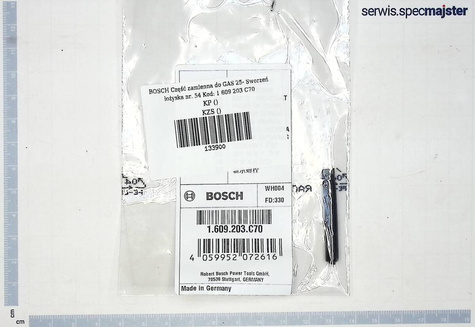 serwis.specmajster
BOSCH Część zamienna do GAS 25- Sworzeń
łożyska nr. 54 Kod: 1 609 203 C70
KF ()
KZS ()
133900
BOSCH
WH004
FD:330
1.609.203.C70
4 059952 072616
Robert Bosch Power Tools GmbH,
70538 Stuttgart, GERMANY
Made in Germany
cm